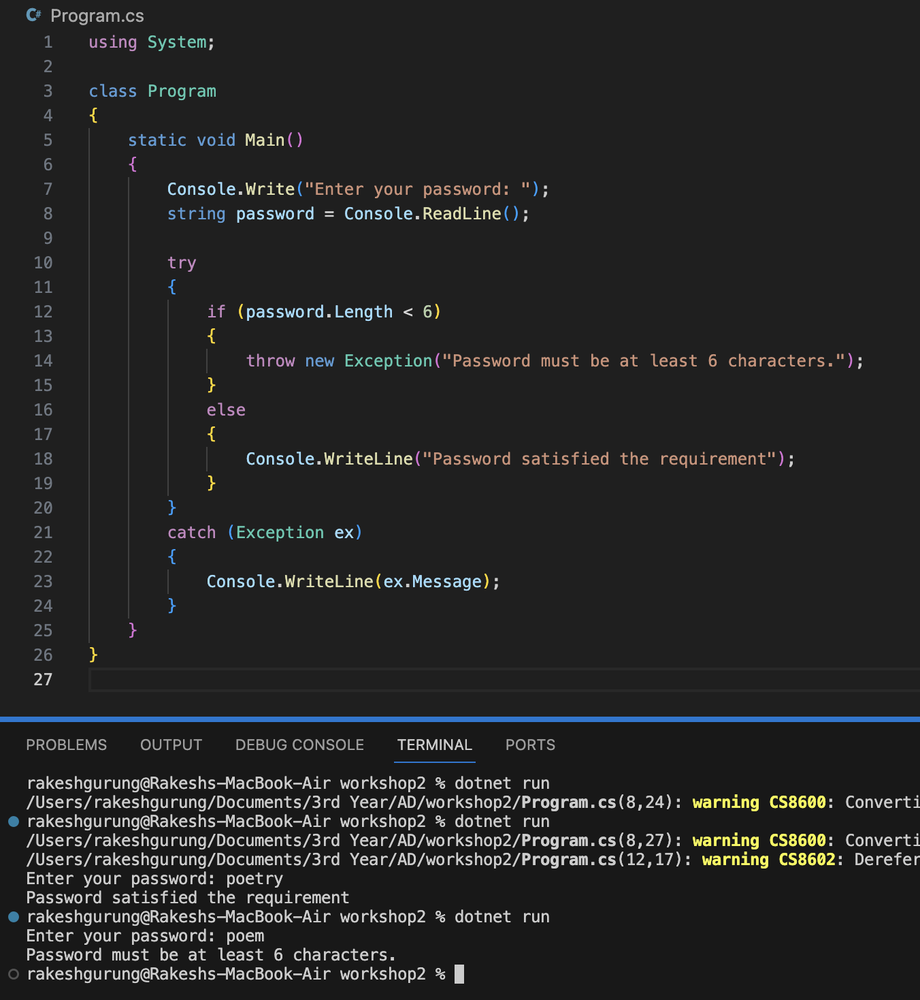 C# Program.cs
1 using System;
2
3 class Program
4 {
5     static void Main()
6     {
7         Console.Write("Enter your password: ");
8         string password = Console.ReadLine();
9
10         try
11         {
12             if (password.Length < 6)
13             {
14                 throw new Exception("Password must be at least 6 characters.");
15             }
16             else
17             {
18                 Console.WriteLine("Password satisfied the requirement");
19             }
20         }
21         catch (Exception ex)
22         {
23             Console.WriteLine(ex.Message);
24         }
25     }
26 }
27
PROBLEMS OUTPUT DEBUG CONSOLE TERMINAL PORTS
rakeshgurung@Rakeshs-MacBook-Air workshop2 % dotnet run
/Users/rakeshgurung/Documents/3rd Year/AD/workshop2/Program.cs(8,24): warning CS8600: Converti
rakeshgurung@Rakeshs-MacBook-Air workshop2 % dotnet run
/Users/rakeshgurung/Documents/3rd Year/AD/workshop2/Program.cs(8,27): warning CS8600: Converti
/Users/rakeshgurung/Documents/3rd Year/AD/workshop2/Program.cs(12,17): warning CS8602: Derefer
Enter your password: poetry
Password satisfied the requirement
rakeshgurung@Rakeshs-MacBook-Air workshop2 % dotnet run
Enter your password: poem
Password must be at least 6 characters.
rakeshgurung@Rakeshs-MacBook-Air workshop2 %